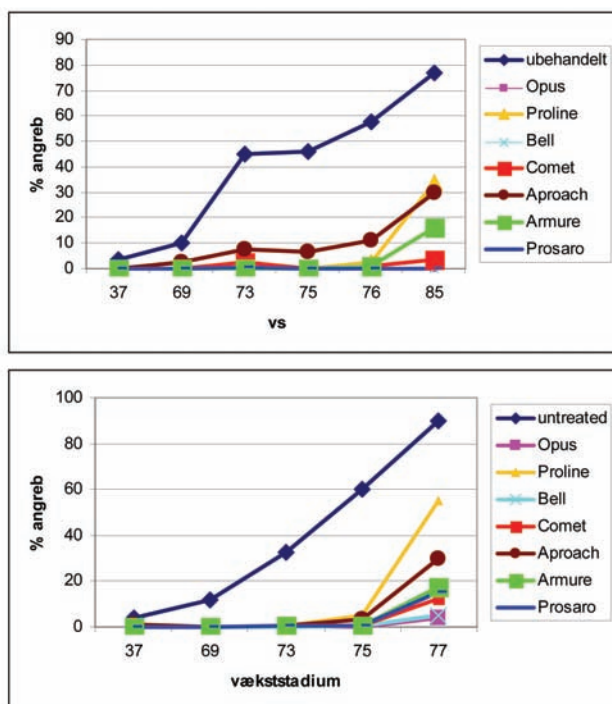 90
80
70
60
50
40
30
20
10
0
% angreb
37 69 73 75 76 85
vs
ubehandelt
Opus
Proline
Bell
Comet
Aproach
Armure
Prosaro
100
80
60
40
20
0
% angreb
37 69 73 75 77
vækststadium
untreated
Opus
Proline
Bell
Comet
Aproach
Armure
Prosaro